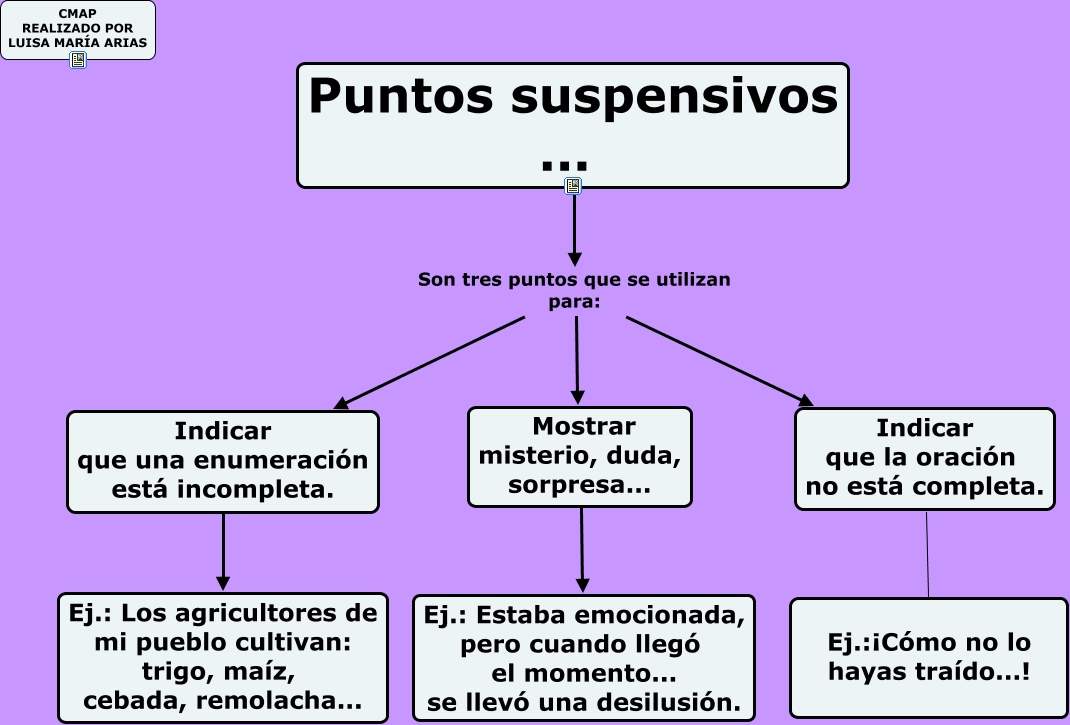 CMAP
REALIZADO POR
LUISA MARÍA ARIAS
Puntos suspensivos
...
Son tres puntos que se utilizan
para:
Indicar
que una enumeración
está incompleta.
Mostrar
misterio, duda,
sorpresa...
Indicar
que la oración
no está completa.
Ej.: Los agricultores de
mi pueblo cultivan:
trigo, maíz,
cebada, remolacha...
Ej.: Estaba emocionada,
pero cuando llegó
el momento...
se llevó una desilusión.
Ej.:¡Cómo no lo
hayas traído...!